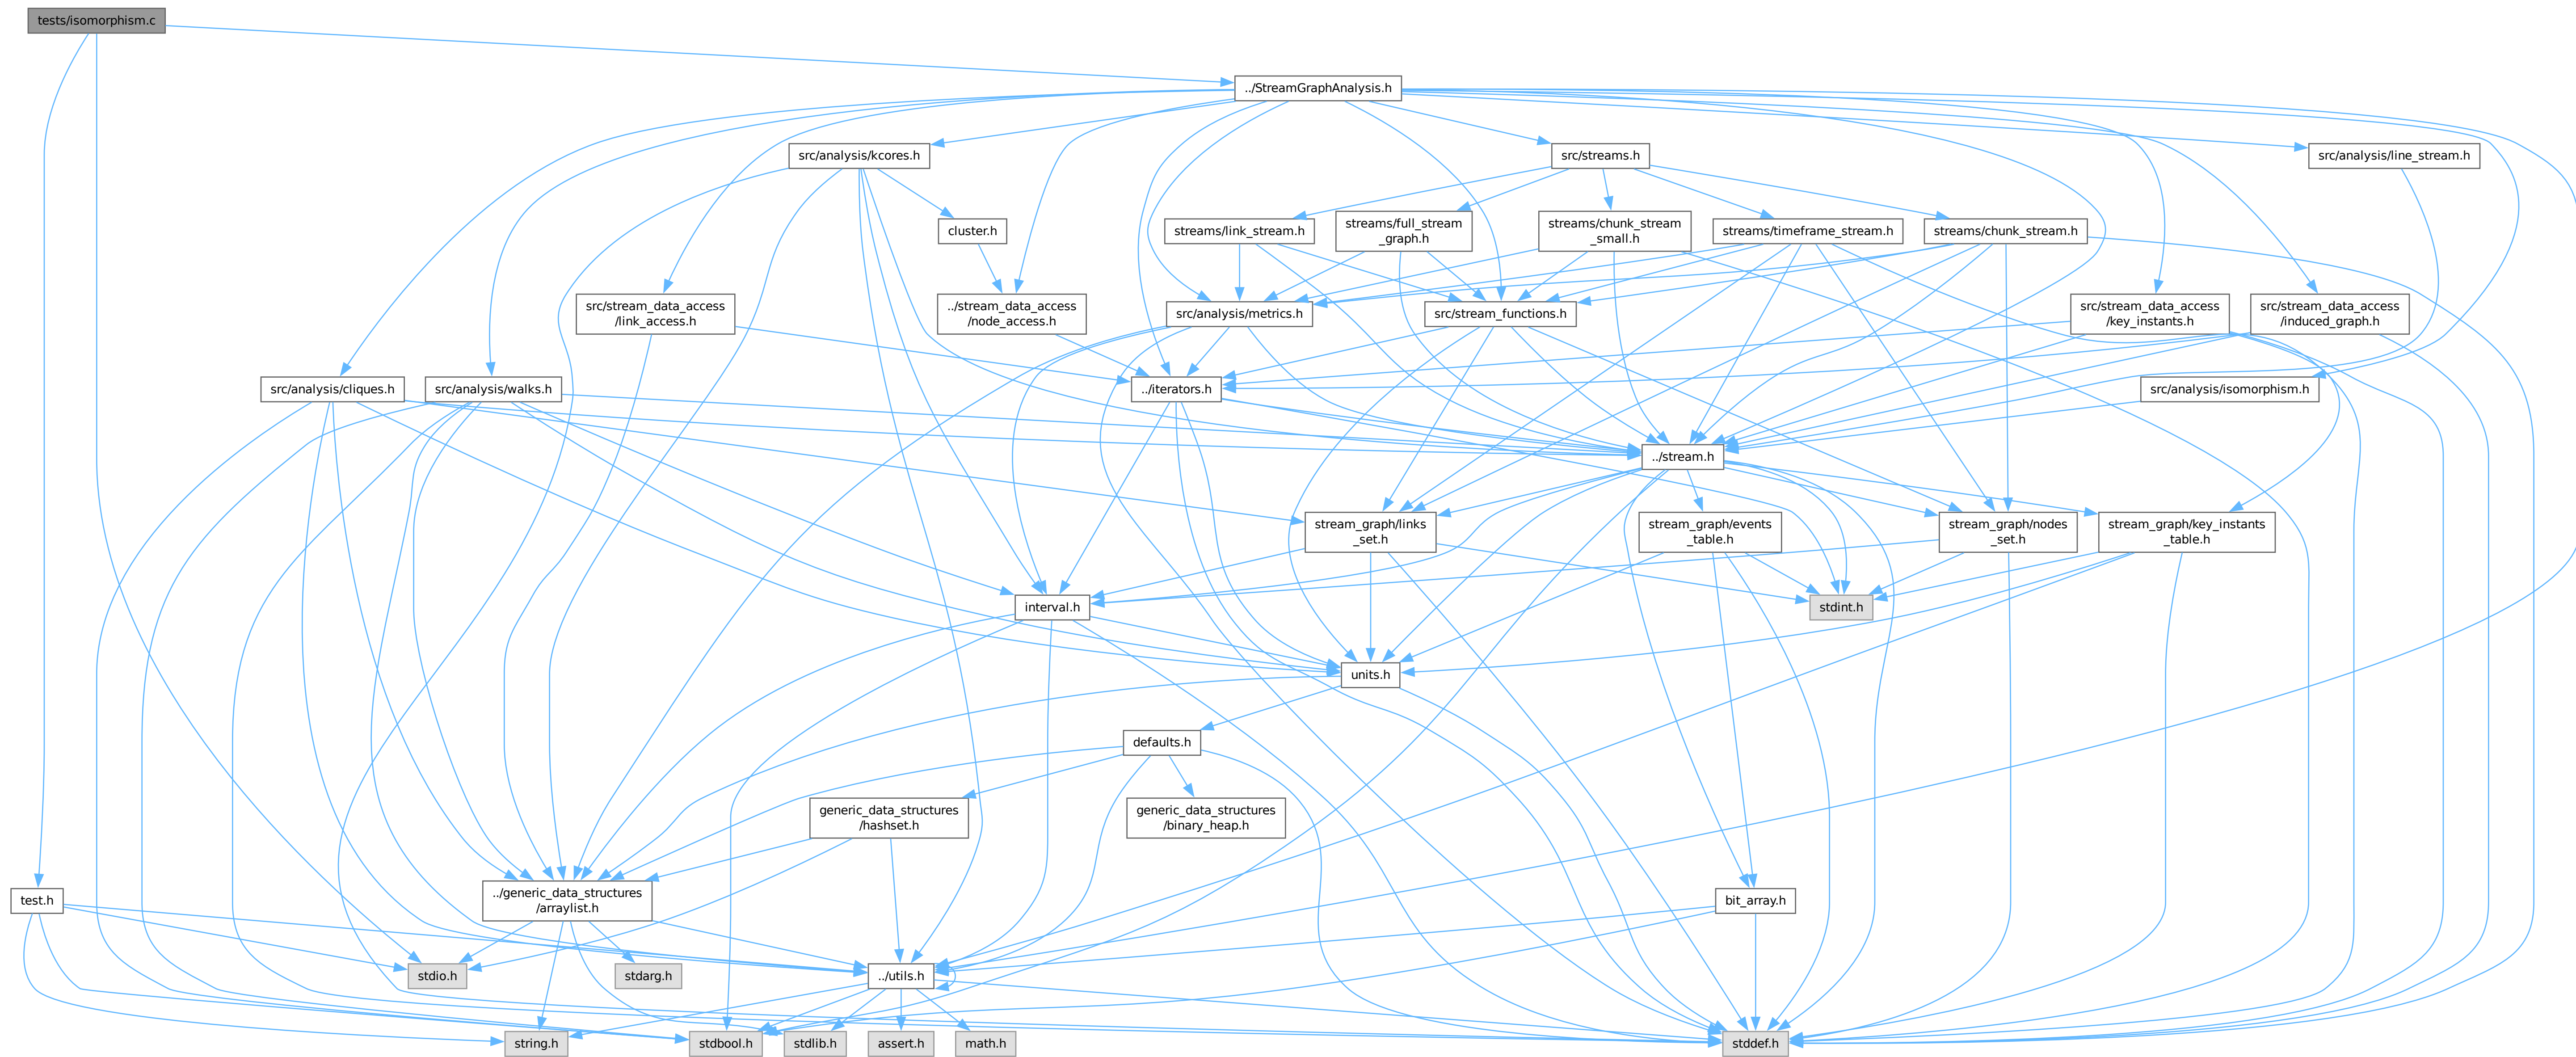 tests/isomorphism.c
../StreamGraphAnalysis.h
src/analysis/kcores.h
src/streams.h
src/analysis/line_stream.h
cluster.h
streams/link_stream.h
streams/full_stream
_graph.h
streams/chunk_stream
_small.h
streams/timeframe_stream.h
streams/chunk_stream.h
src/stream_data_access
/link_access.h
../stream_data_access
/node_access.h
src/analysis/metrics.h
src/stream_functions.h
src/stream_data_access
/key_instants.h
src/stream_data_access
/induced_graph.h
src/analysis/cliques.h
src/analysis/walks.h
../iterators.h
src/analysis/isomorphism.h
../stream.h
stream_graph/links
_set.h
stream_graph/events
_table.h
stream_graph/nodes
_set.h
stream_graph/key_instants
_table.h
interval.h
stdint.h
units.h
defaults.h
generic_data_structures
/hashset.h
generic_data_structures
/binary_heap.h
test.h
../generic_data_structures
/arraylist.h
bit_array.h
stdio.h
stdarg.h
../utils.h
string.h
stdbool.h
stdlib.h
assert.h
math.h
stddef.h